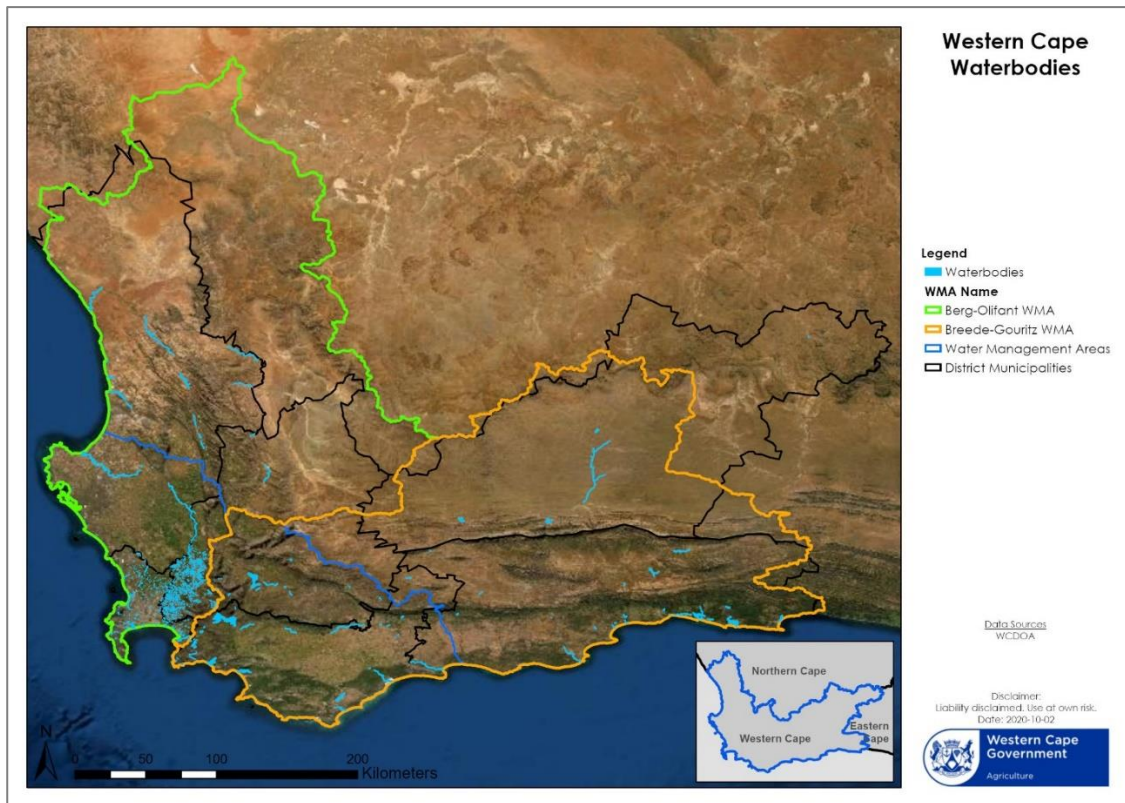 Western Cape
Waterbodies
Legend
Waterbodies
WMA Name
Berg-Olifant WMA
Breede-Gouritz WMA
Water Management Areas
District Municipalities
Data Sources
WCDOA
Disclaimer:
Liability disclaimed. Use at own risk.
Date: 2020-10-02
Western Cape
Government
Agriculture
Northern Cape
Western Cape
Eastern
Cape
N
0 50 100 200
Kilometers